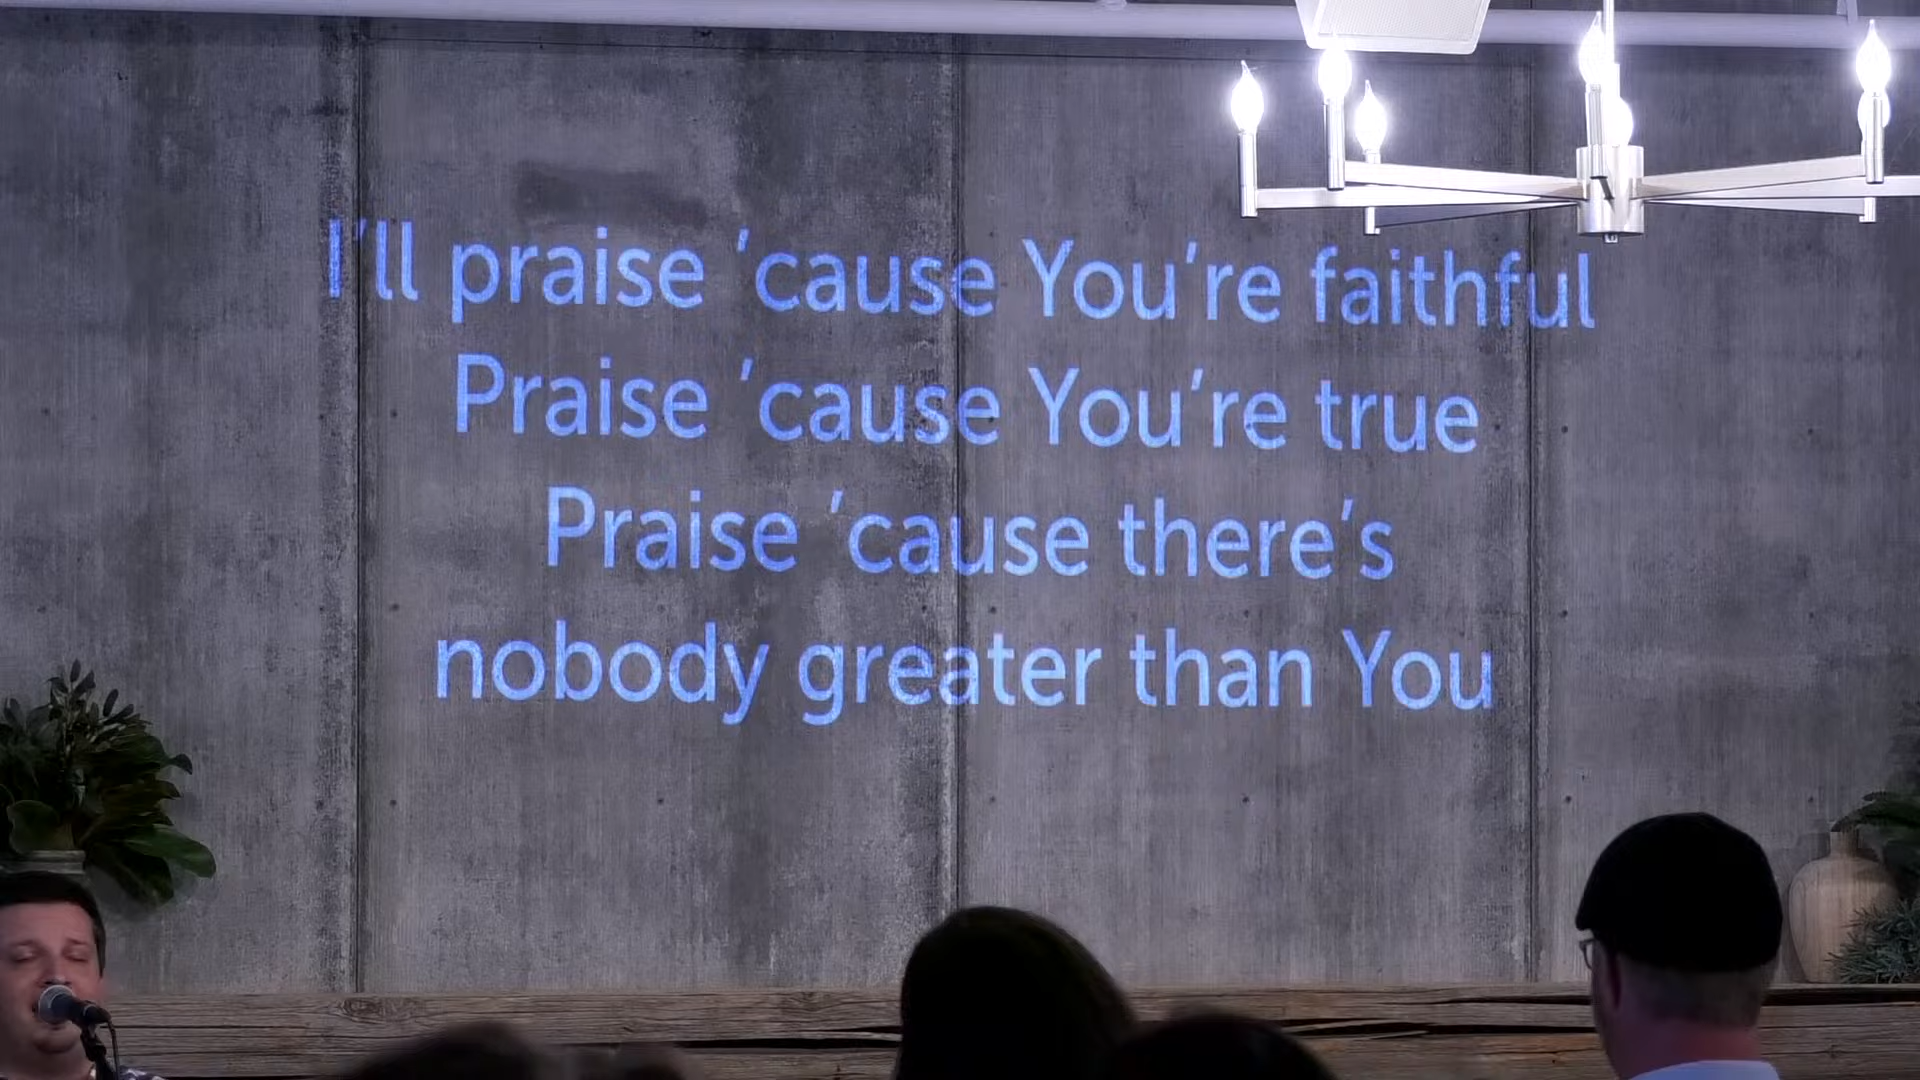 I'll praise 'cause You're faithful
Praise 'cause You're true
Praise 'cause there's
nobody greater than You